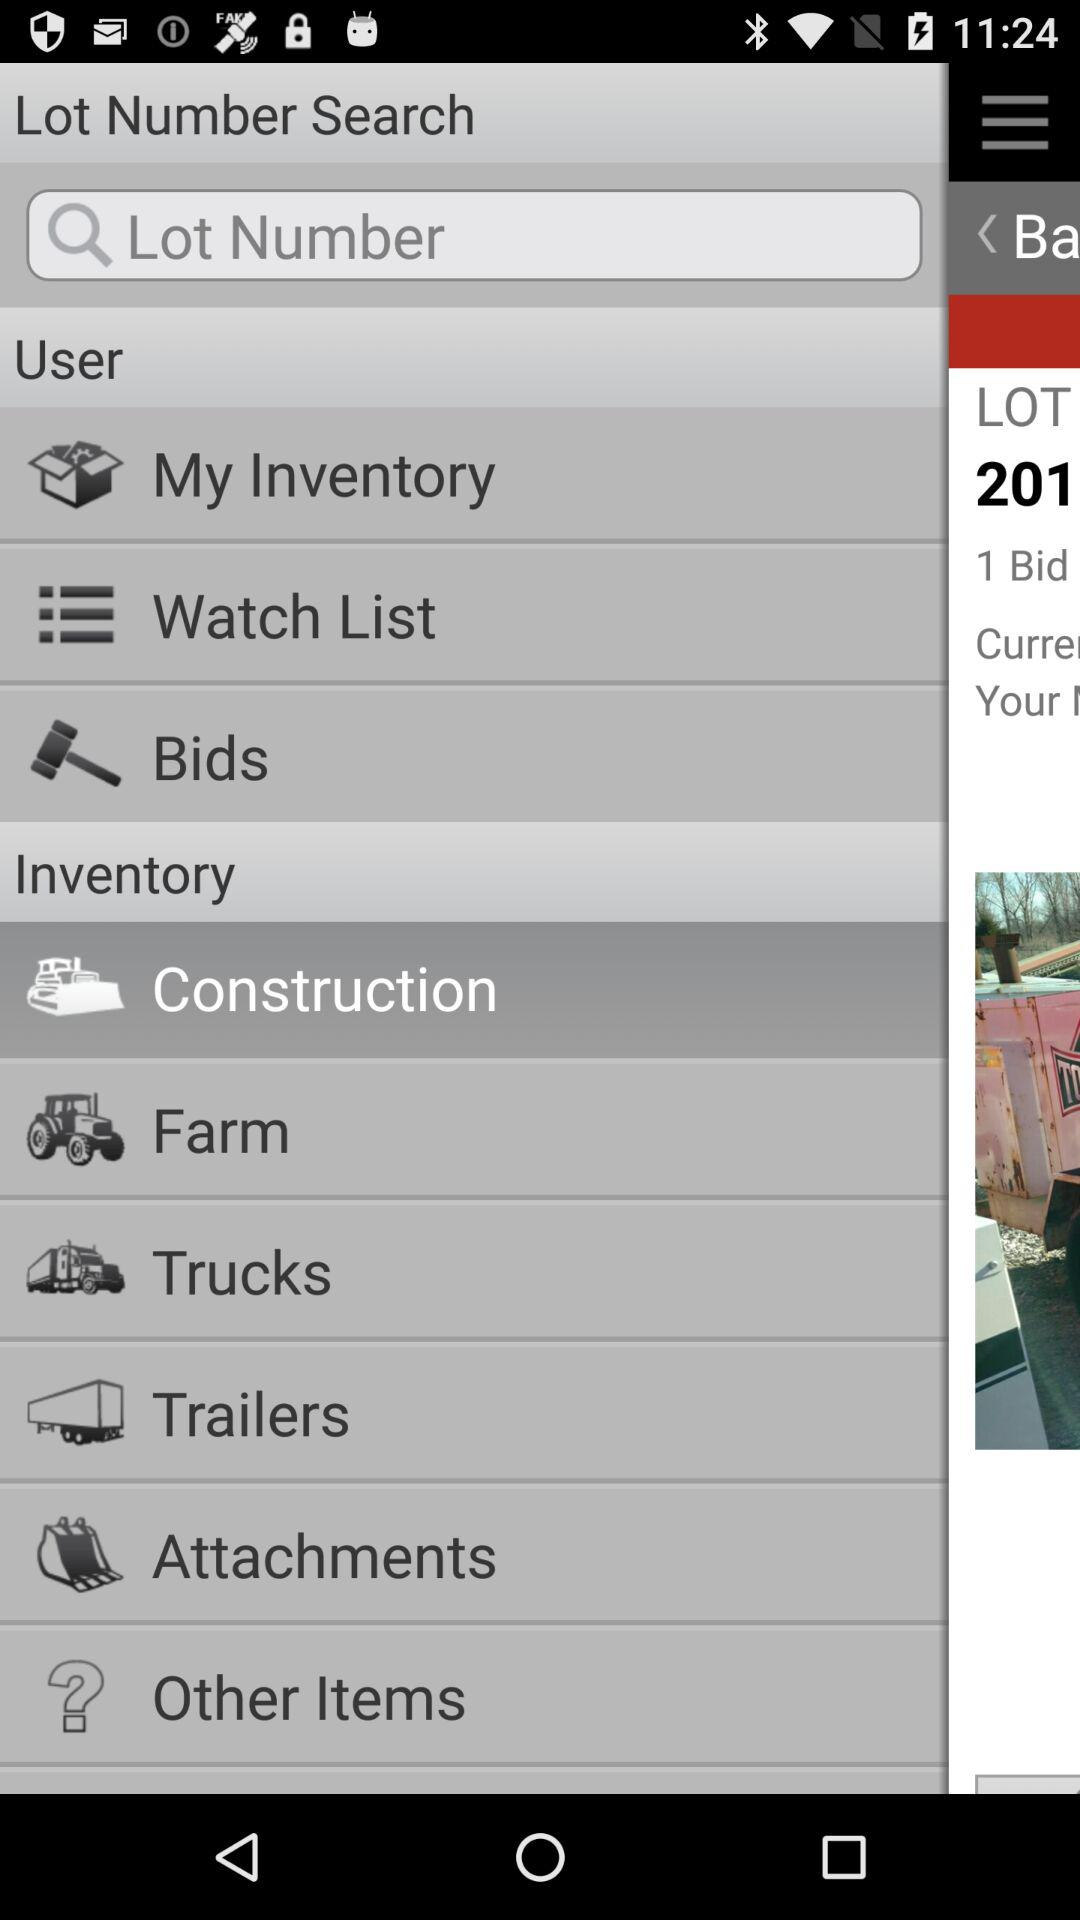 FAKE
11:24
Lot Number Search
Lot Number
User
My Inventory
Watch List
Bids
Inventory
Construction
Farm
Trucks
Trailers
Attachments
Other Items
Ba
LOT
201
1 Bid
Curre
Your